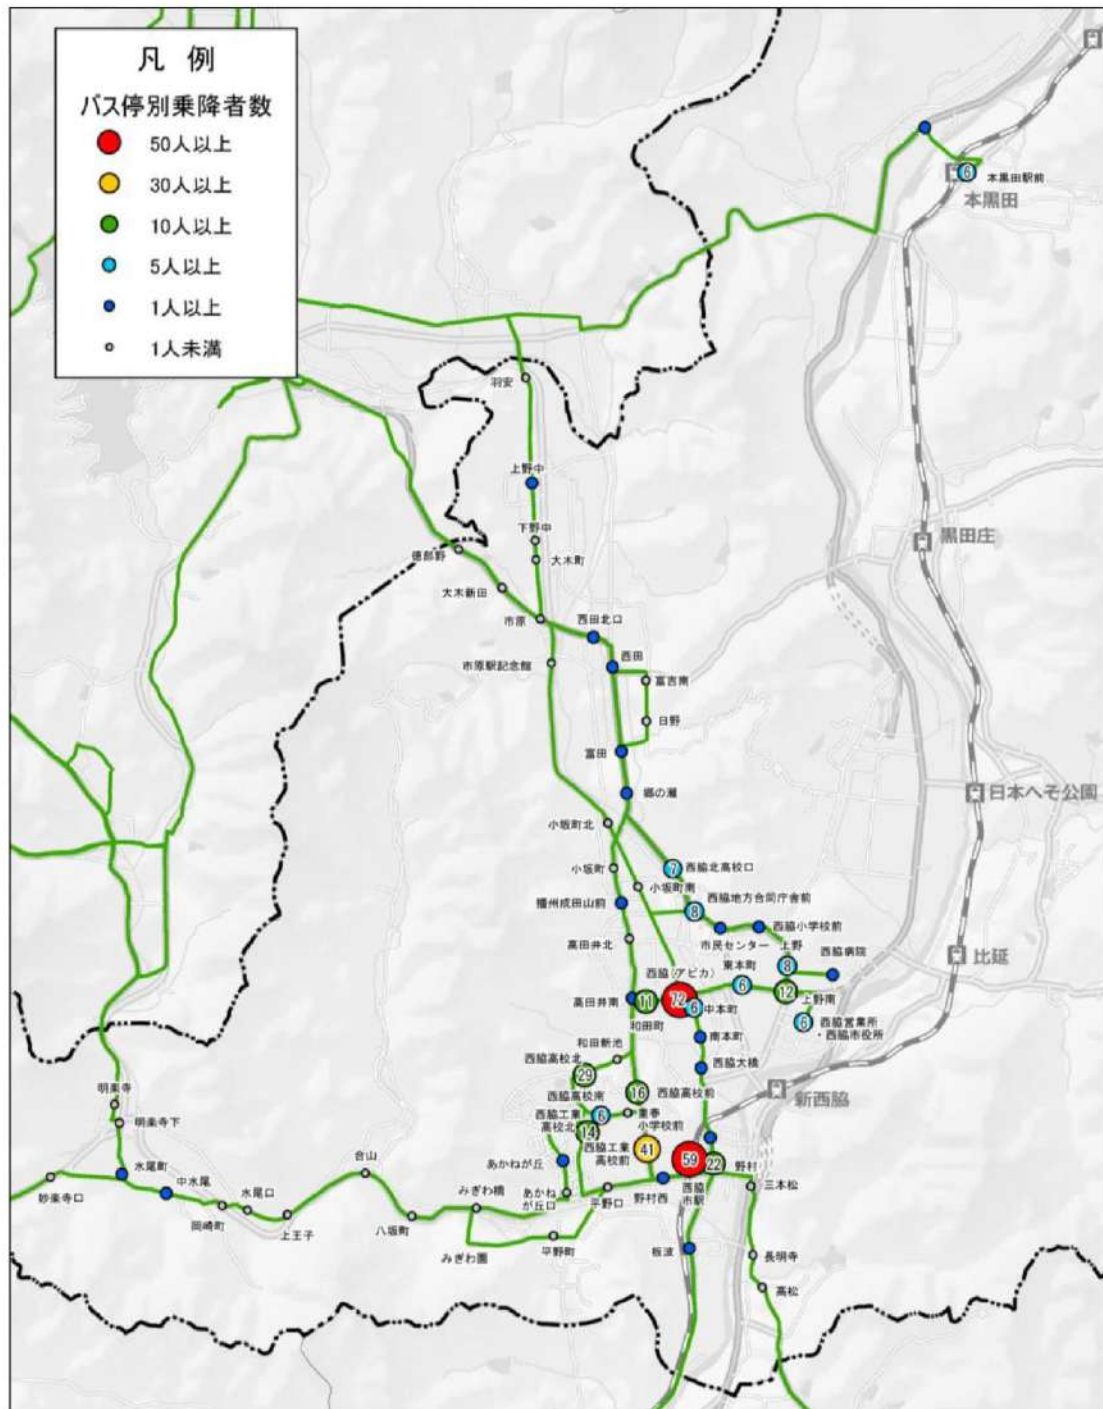 凡 例
バス停別乗降者数
50人以上
30人以上
10人以上
5人以上
1人以上
1人未満
6
本黒田駅前
本黒田
羽安
上野中
下野中
大木町
徳部野
大木新田
市原
西田北口
市原駅記念館
西田
富吉南
日野
富田
郷の瀬
黒田庄
日本へそ公園
小坂町北
小坂町
7
西脇北高校口
小坂町南
8
西脇地方合同庁舎前
播州成田山前
西脇小学校前
市民センター
上野
高田井北
西脇(アピカ)
東本町
8
西脇病院
比延
高田井南
11
72
6
中本町
6
12
上野南
和田町
6
西脇営業所
・西脇市役所
南本町
和田新池
西脇高校北
29
西脇大橋
新西脇
西脇高校南
16
西脇高校前
6
重春
小学校前
西脇工業
高校北
14
西脇工業
高校前
41
59
22
野村
明楽寺
明楽寺下
水尾町
中水尾
妙楽寺口
岡崎町
水尾口
上王子
合山
八坂町
みぎわ橋
みぎわ園
あかねが丘
あかね
が丘口
平野口
平野町
野村西
西脇
市駅
三本松
板波
長明寺
高松